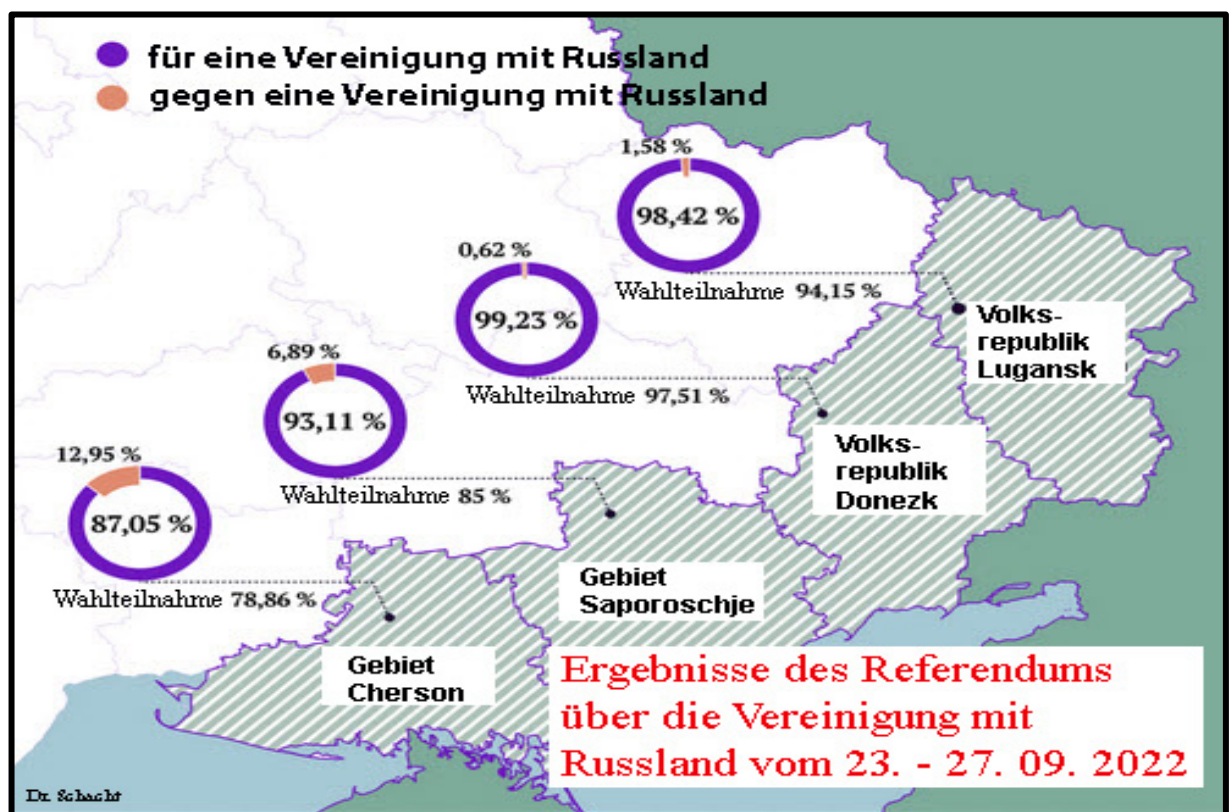 für eine Vereinigung mit Russland
gegen eine Vereinigung mit Russland
1,58 %
98,42 %
Wahlteilnahme 94,15 %
0,62 %
99,23 %
Wahlteilnahme 97,51 %
6,89 %
93,11 %
Wahlteilnahme 85 %
12,95 %
87,05 %
Wahlteilnahme 78,86 %
Volks-
republik
Lugansk
Volks-
republik
Donezk
Gebiet
Saporoschje
Gebiet
Cherson
Ergebnisse des Referendums
über die Vereinigung mit
Russland vom 23. - 27. 09. 2022
Dr. Schacht